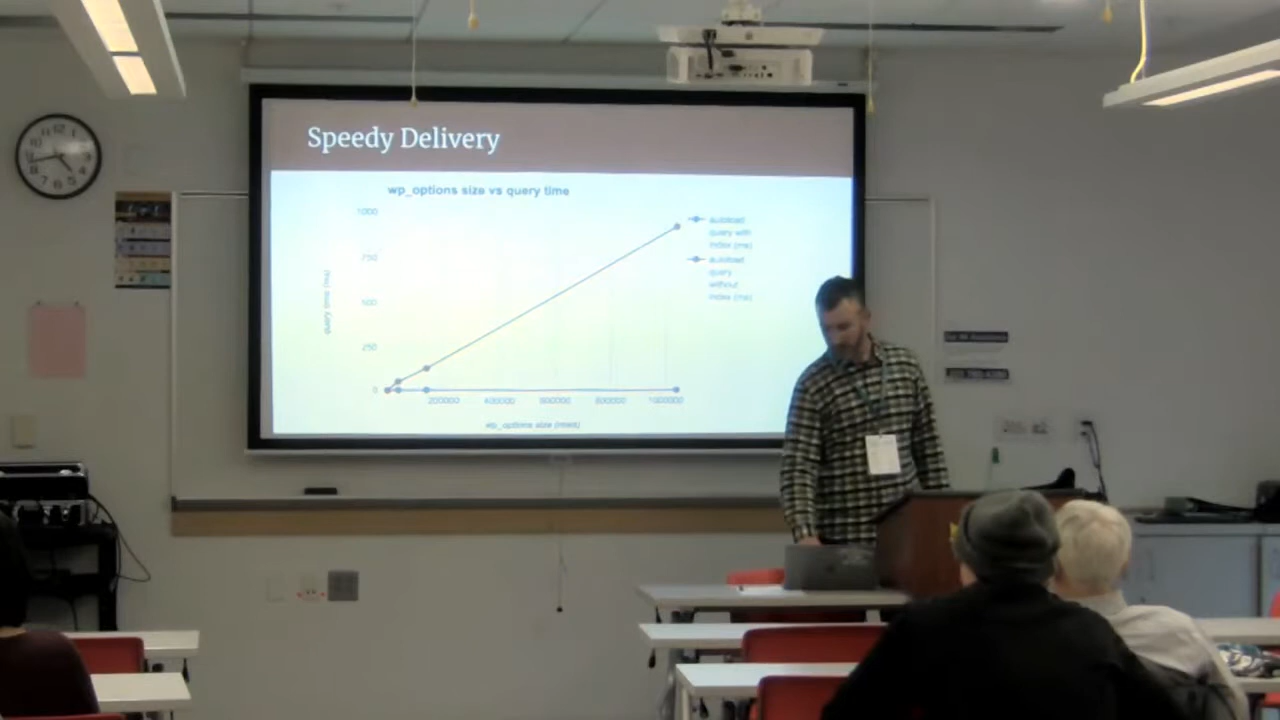 Speedy Delivery
wp_options size vs query time
1000
750
500
250
0
query time (ms)
200000 400000 600000 800000 1000000
wp_options size (rows)
autoload
query with
index (ms)
autoload
query
without
index (ms)